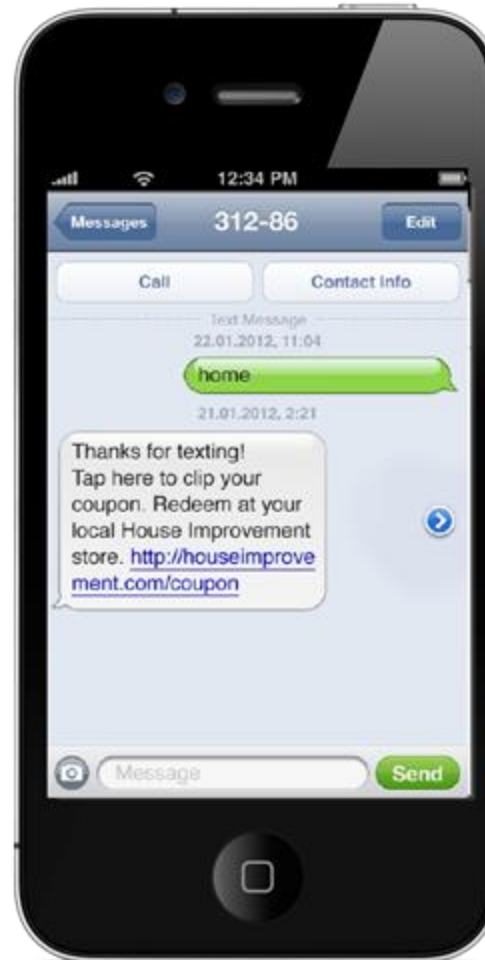 12:34 PM
Messages
312-86
Edit
Call
Contact Info
Text Message
22.01.2012, 11:04
home
21.01.2012, 2:21
Thanks for texting!
Tap here to clip your
coupon. Redeem at your
local House Improvement
store. http://houseimprove
ment.com/coupon
Message
Send